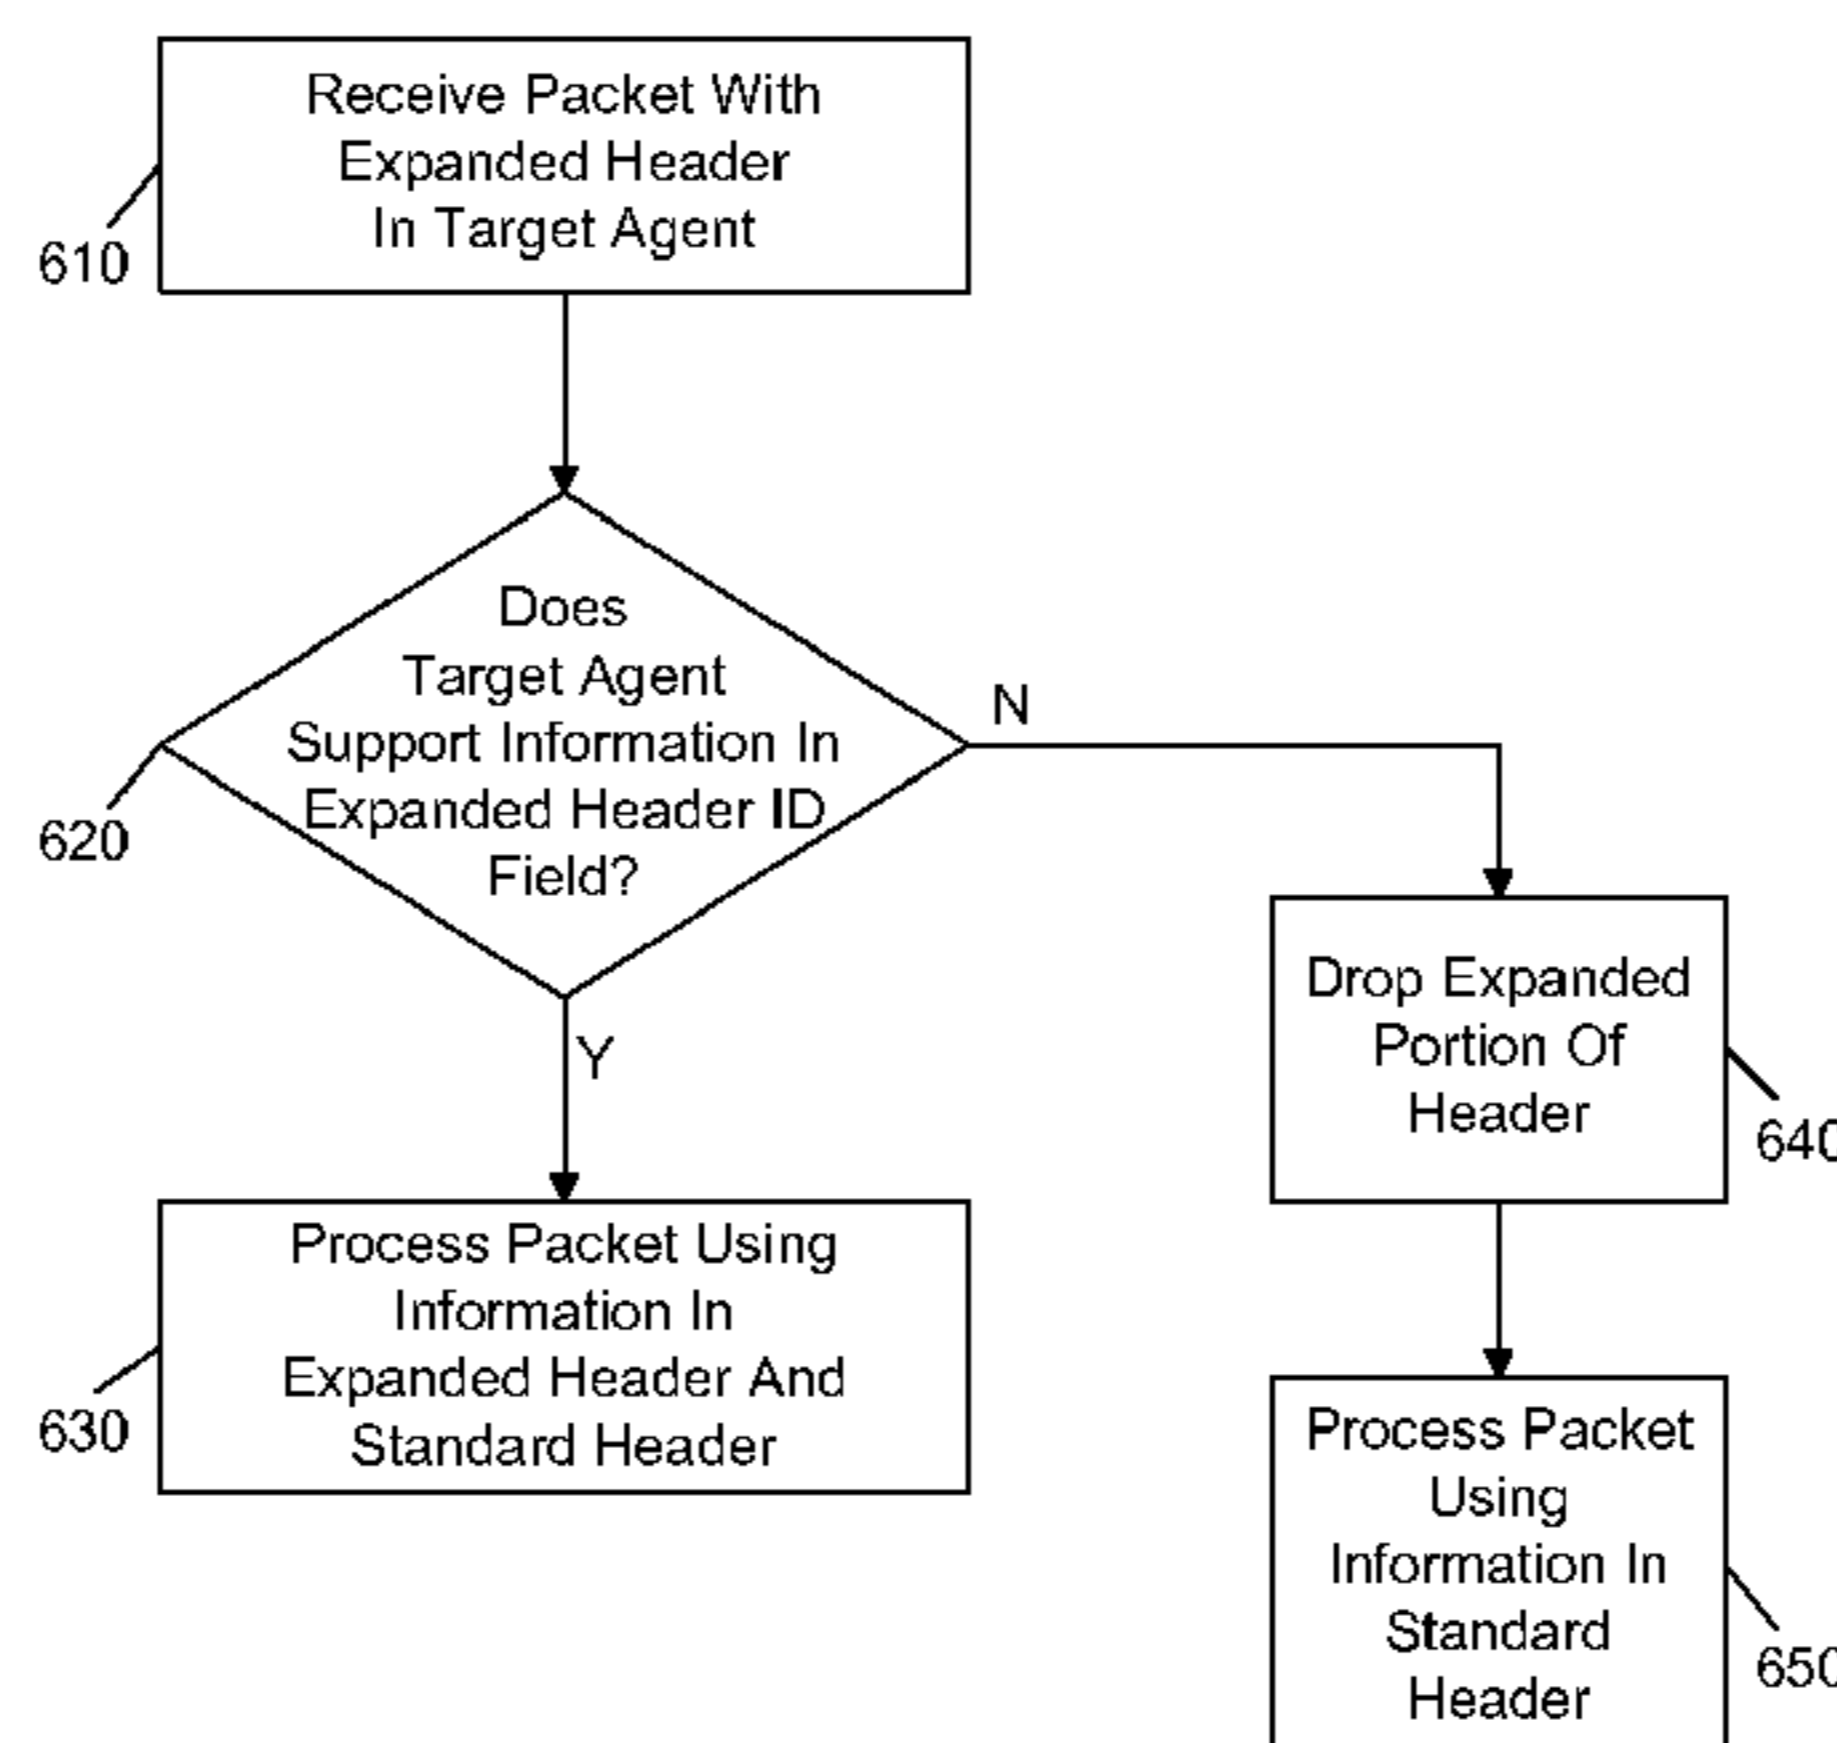 Receive Packet With
Expanded Header
In Target Agent
610
Does
Target Agent
Support Information In
Expanded Header ID
Field?
620
N
Y
Process Packet Using
Information In
Expanded Header And
Standard Header
630
Drop Expanded
Portion Of
Header
640
Process Packet
Using
Information In
Standard
Header
650